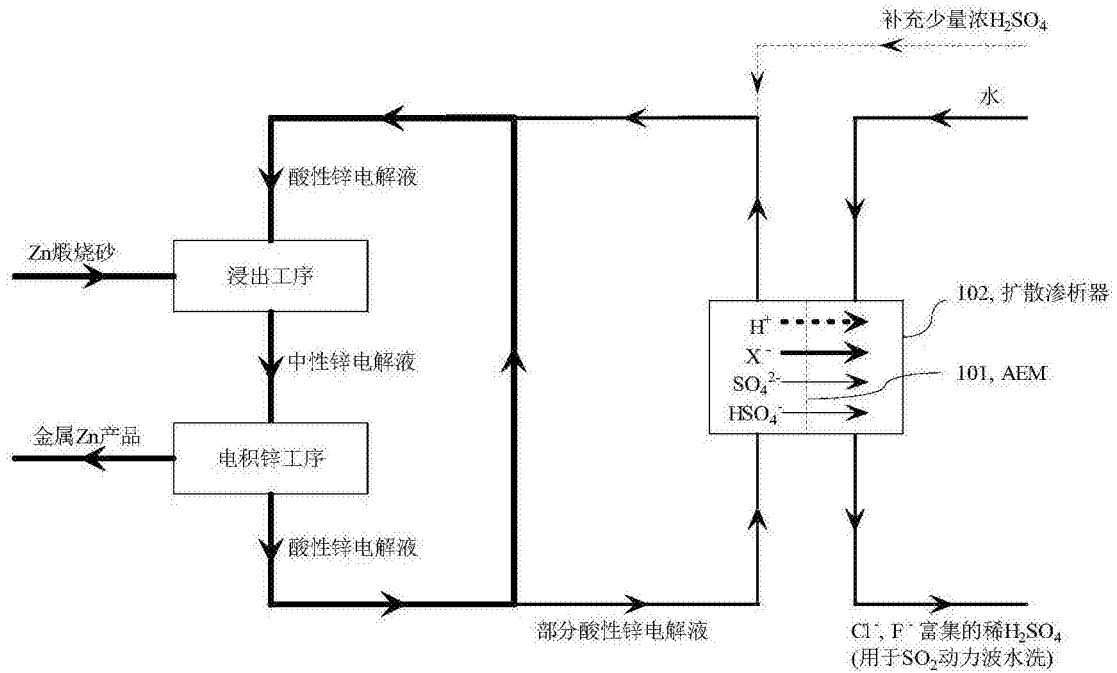 补充少量浓H₂SO₄
水
酸性锌电解液
Zn煅烧砂
浸出工序
102, 扩散渗析器
H⁺
X⁻
SO₄²⁻
HSO₄⁻
101, AEM
中性锌电解液
金属Zn产品
电积锌工序
酸性锌电解液
部分酸性锌电解液
Cl⁻, F⁻富集的稀H₂SO₄
(用于SO₂动力波水洗)